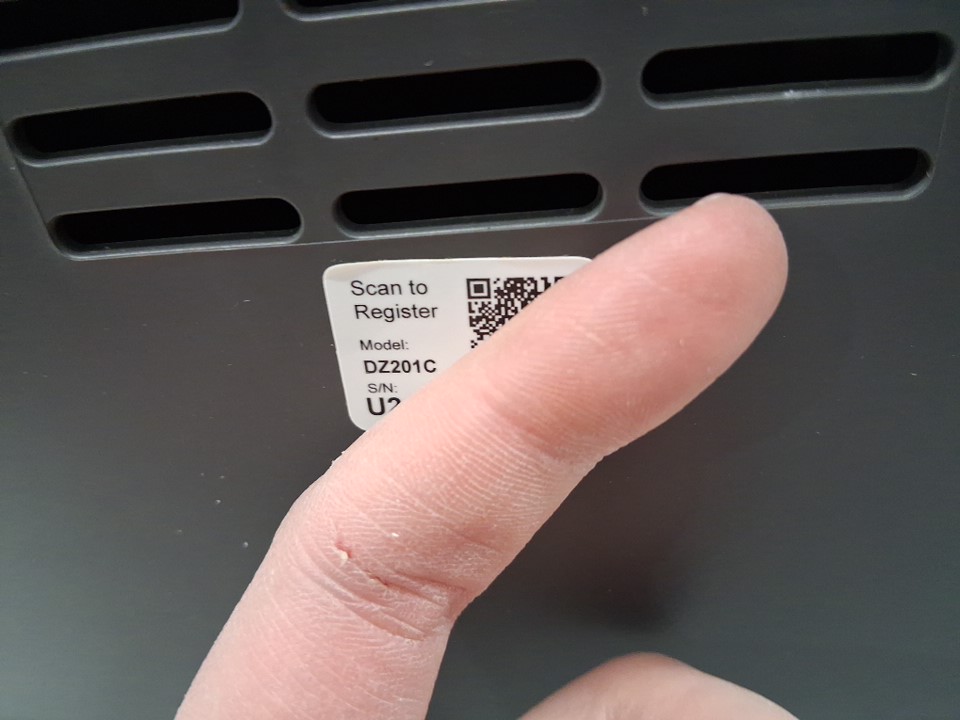 Scan to
Register
Model:
DZ201C
S/N: